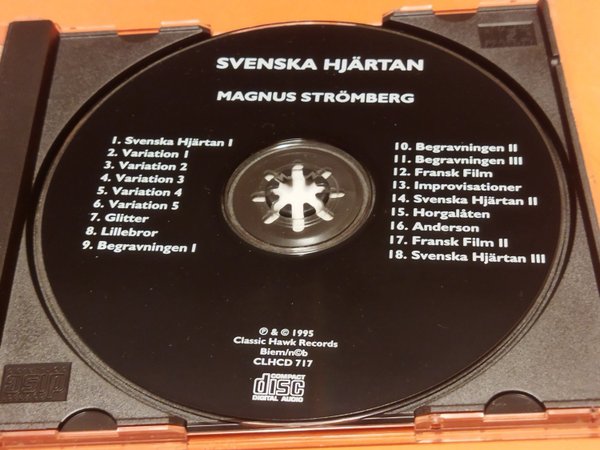 SVENSKA HJÄRTAN
MAGNUS STRÖMBERG
1. Svenska Hjärtan I
2. Variation 1
3. Variation 2
4. Variation 3
5. Variation 4
6. Variation 5
7. Glitter
8. Lillebror
9. Begravningen I
10. Begravningen II
11. Begravningen III
12. Fransk Film
13. Improvisationer
14. Svenska Hjärtan II
15. Horgalåten
16. Anderson
17. Fransk Film II
18. Svenska Hjärtan III
℗ & © 1995
Classic Hawk Records
Biem/n©b
CLHCD 717
COMPACT
disc
DIGITAL AUDIO